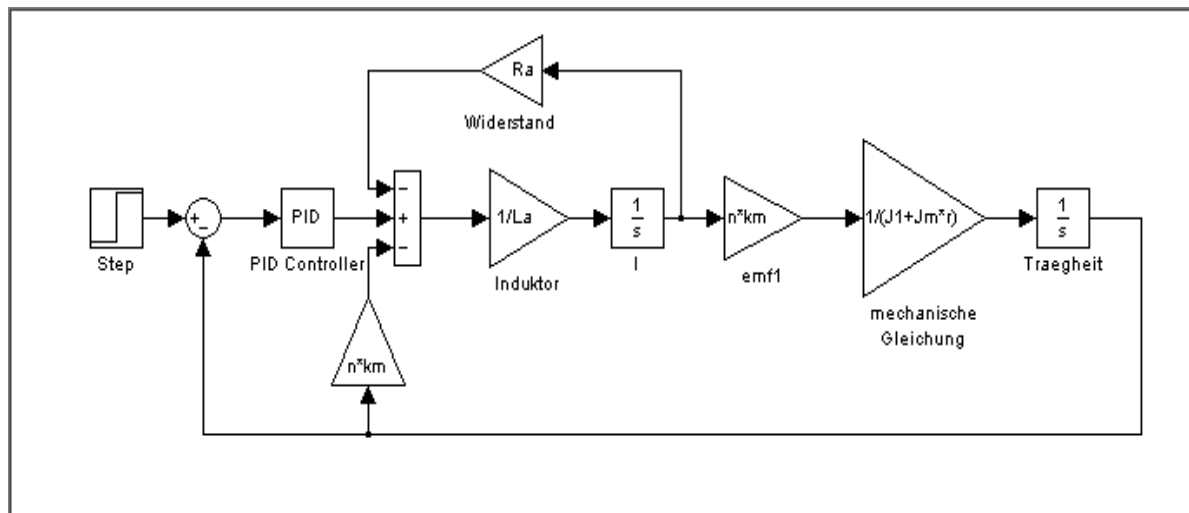 Ra
Widerstand
+
−
Step
PID
PID Controller
−
+
−
1/La
Induktor
1
s
I
n*km
emf1
1/(J1+Jm*r)
mechanische
Gleichung
1
s
Traegheit
n*km